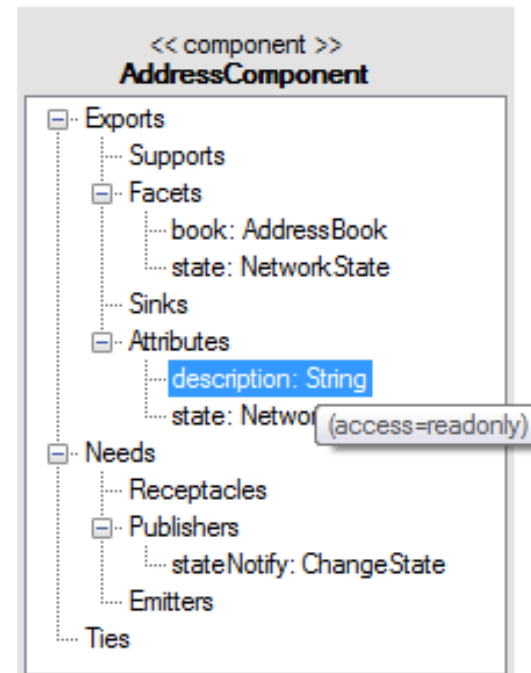 << component >>
AddressComponent
Exports
Supports
Facets
book: AddressBook
state: NetworkState
Sinks
Attributes
description: String
state: Netwo
(access=readonly)
Needs
Receptacles
Publishers
stateNotify: ChangeState
Emitters
Ties